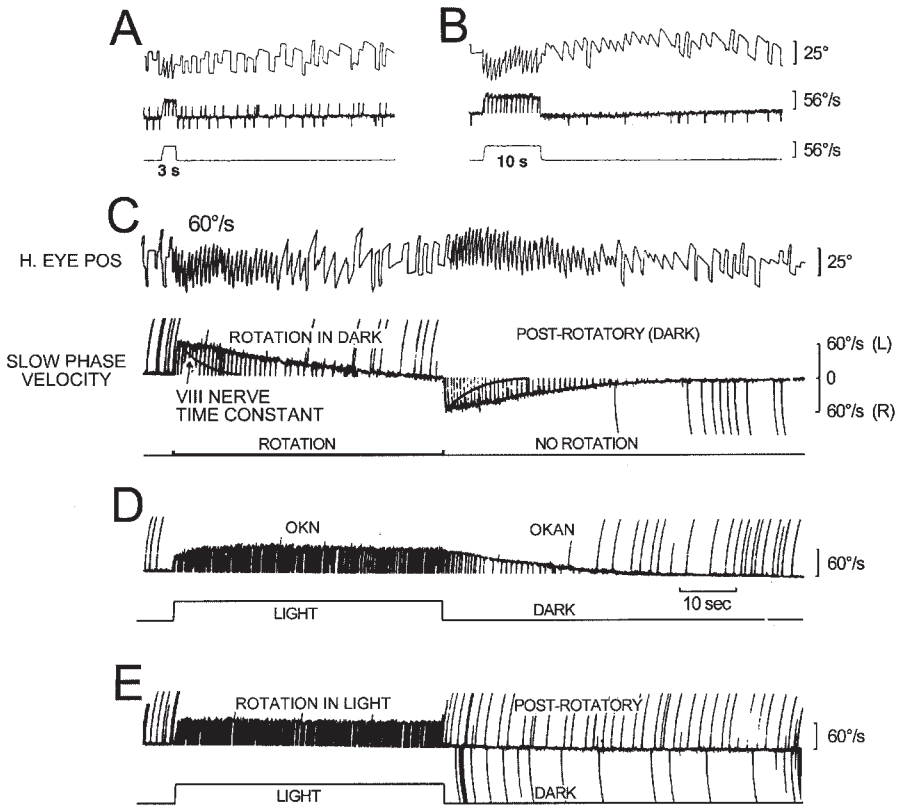 A
B
25°
56°/s
56°/s
3 s
10 s
C
60°/s
H. EYE POS
25°
ROTATION IN DARK
POST-ROTATORY (DARK)
60°/s (L)
SLOW PHASE
VELOCITY
0
VIII NERVE
TIME CONSTANT
60°/s (R)
ROTATION
NO ROTATION
D
OKN
OKAN
60°/s
10 sec
LIGHT
DARK
E
ROTATION IN LIGHT
POST-ROTATORY
60°/s
LIGHT
DARK